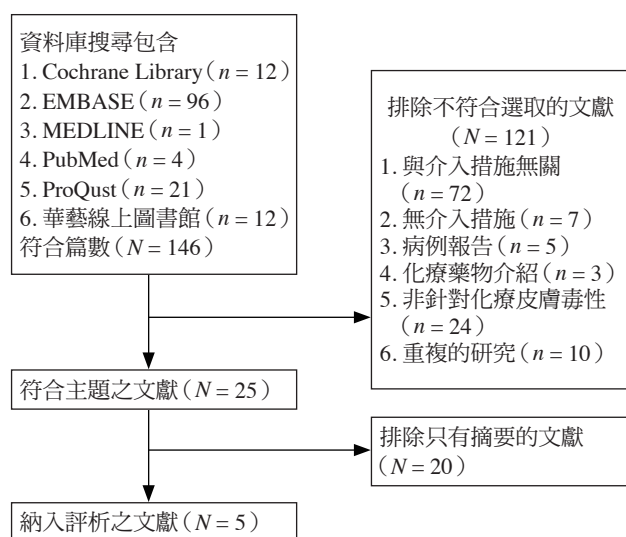 資料庫搜尋包含
1. Cochrane Library（n = 12）
2. EMBASE（n = 96）
3. MEDLINE（n = 1）
4. PubMed（n = 4）
5. ProQust（n = 21）
6. 華藝線上圖書館（n = 12）
符合篇數（N = 146）
排除不符合選取的文獻
（N = 121）
1. 與介入措施無關
（n = 72）
2. 無介入措施（n = 7）
3. 病例報告（n = 5）
4. 化療藥物介紹（n = 3）
5. 非針對化療皮膚毒性
（n = 24）
6. 重複的研究（n = 10）
符合主題之文獻（N = 25）
排除只有摘要的文獻
（N = 20）
納入評析之文獻（N = 5）